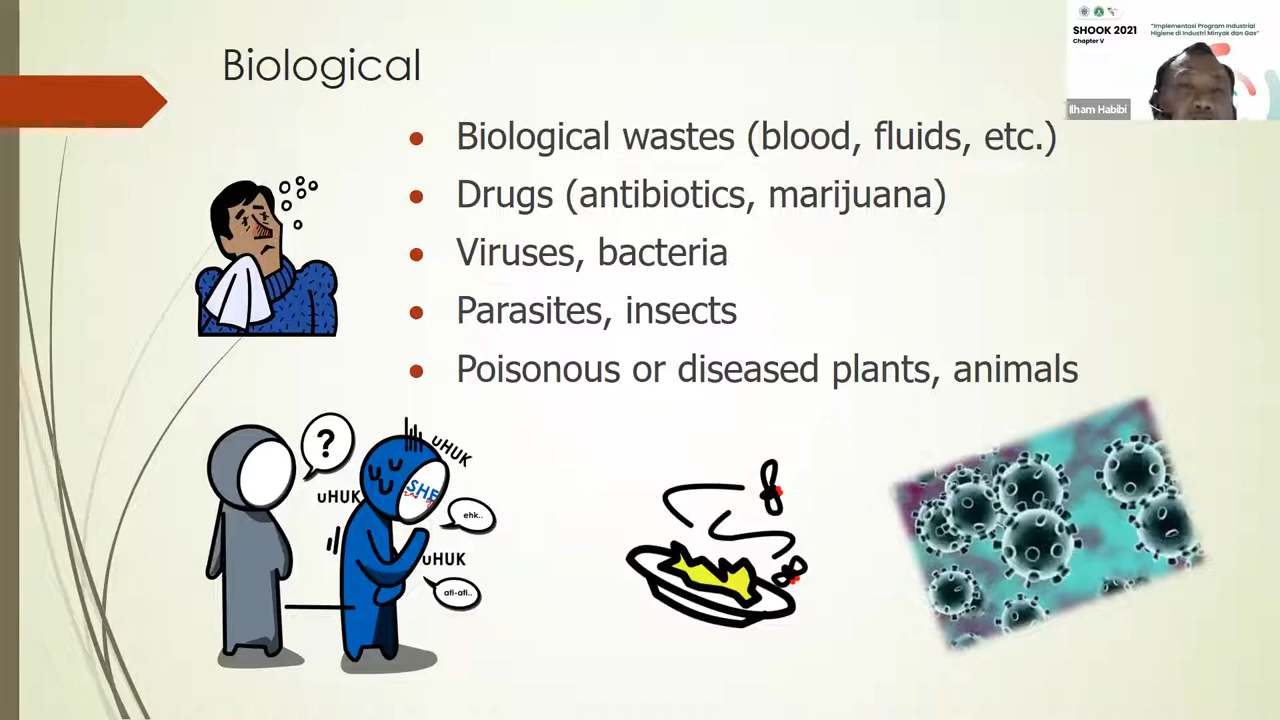 Biological
SHOOK 2021
Chapter V
"Implementasi Program Industrial
Higiene di Industri Minyak dan Gas"
Ilham Habibi
• Biological wastes (blood, fluids, etc.)
• Drugs (antibiotics, marijuana)
• Viruses, bacteria
• Parasites, insects
• Poisonous or diseased plants, animals
?
uHUK
uHUK
SHE
ehk..
uHUK
ati-ati..